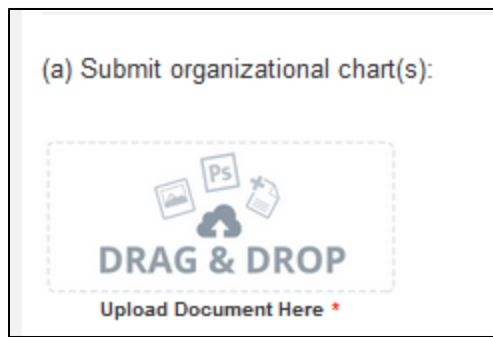 (a) Submit organizational chart(s):
Ps
DRAG & DROP
Upload Document Here *